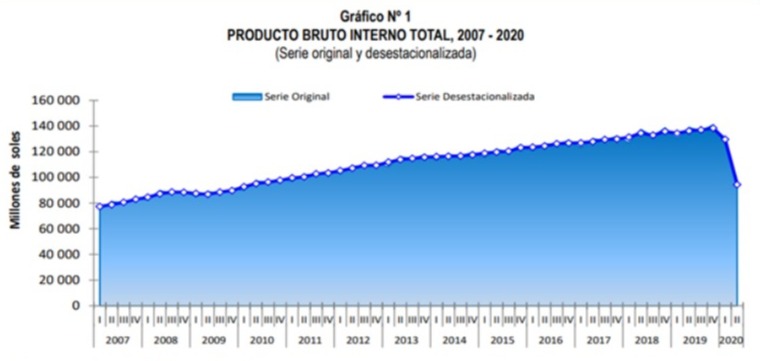 Gráfico Nº 1
PRODUCTO BRUTO INTERNO TOTAL, 2007 - 2020
(Serie original y desestacionalizada)
Serie Original
Serie Desestacionalizada
Millones de soles
160 000
140 000
120 000
100 000
80 000
60 000
40 000
20 000
0
I II III IV I II III IV I II III IV I II III IV I II III IV I II III IV I II III IV I II III IV I II III IV I II III IV I II III IV I II III IV I II III IV I II
2007 2008 2009 2010 2011 2012 2013 2014 2015 2016 2017 2018 2019 2020